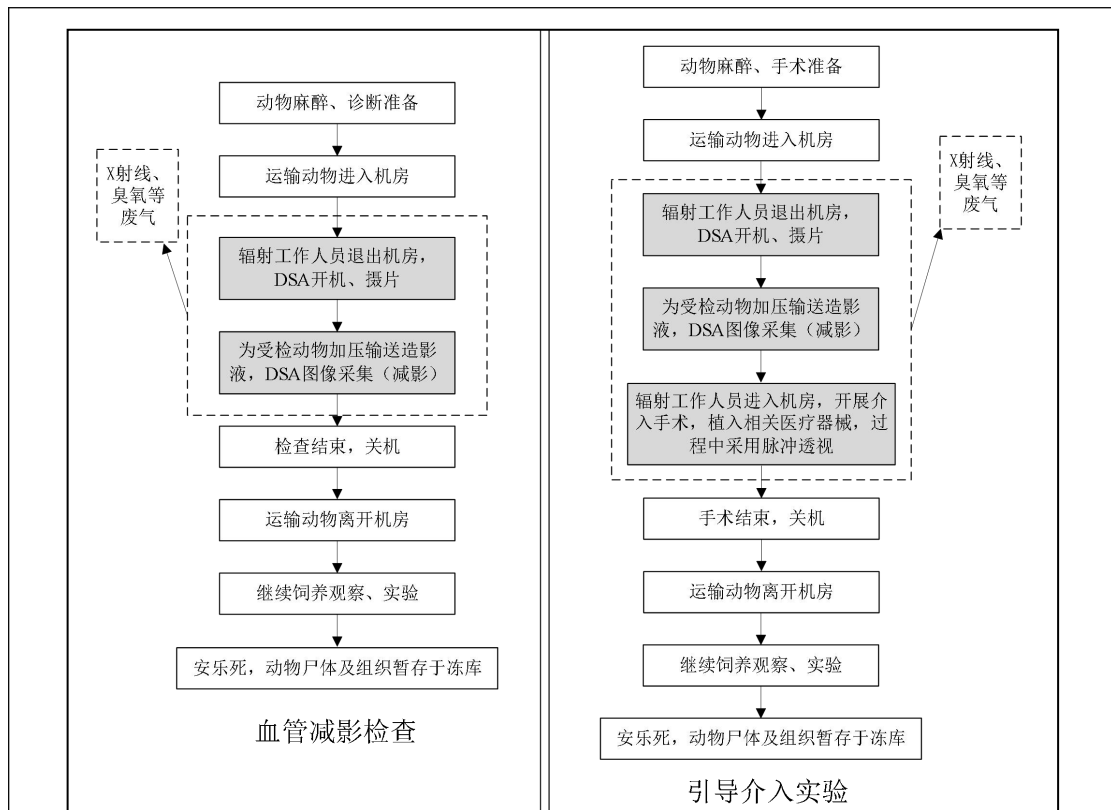 动物麻醉、诊断准备
运输动物进入机房
X射线、
臭氧等
废气
辐射工作人员退出机房，
DSA开机、摄片
为受检动物加压输送造影
液，DSA图像采集（减影）
检查结束，关机
运输动物离开机房
继续饲养观察、实验
安乐死，动物尸体及组织暂存于冻库
血管减影检查
动物麻醉、手术准备
运输动物进入机房
X射线、
臭氧等
废气
辐射工作人员退出机房，
DSA开机、摄片
为受检动物加压输送造影
液，DSA图像采集（减影）
辐射工作人员进入机房，开展介
入手术，植入相关医疗器械，过
程中采用脉冲透视
手术结束，关机
运输动物离开机房
继续饲养观察、实验
安乐死，动物尸体及组织暂存于冻库
引导介入实验